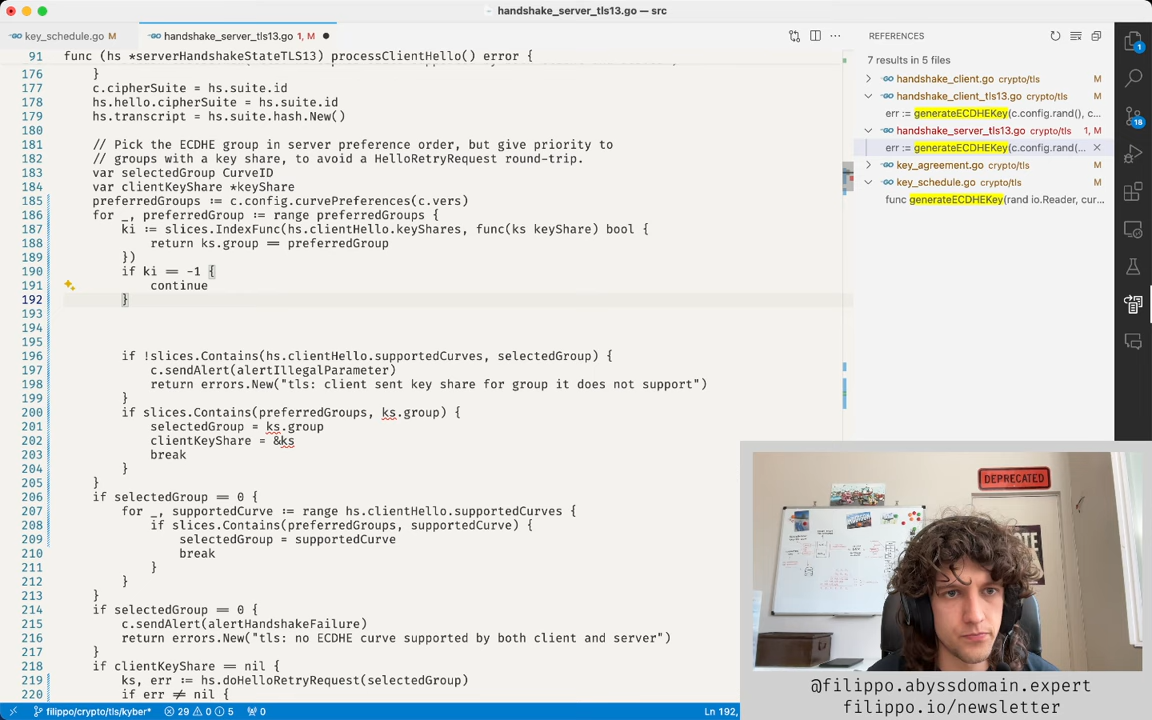 handshake_server_tls13.go — src
key_schedule.go M
handshake_server_tls13.go 1, M
REFERENCES
91 func (hs *serverHandshakeStateTLS13) processClientHello() error {
7 results in 5 files
176 }
177 c.cipherSuite = hs.suite.id
178 hs.hello.cipherSuite = hs.suite.id
179 hs.transcript = hs.suite.hash.New()
180
181 // Pick the ECDHE group in server preference order, but give priority to
182 // groups with a key share, to avoid a HelloRetryRequest round-trip.
183 var selectedGroup CurveID
184 var clientKeyShare *keyShare
185 preferredGroups := c.config.curvePreferences(c.vers)
186 for _, preferredGroup := range preferredGroups {
187 ki := slices.IndexFunc(hs.clientHello.keyShares, func(ks keyShare) bool {
188 return ks.group == preferredGroup
189 })
190 if ki == -1 {
191 continue
192 }
193
194
195
196 if !slices.Contains(hs.clientHello.supportedCurves, selectedGroup) {
197 c.sendAlert(alertIllegalParameter)
198 return errors.New("tls: client sent key share for group it does not support")
199 }
200 if slices.Contains(preferredGroups, ks.group) {
201 selectedGroup = ks.group
202 clientKeyShare = &ks
203 break
204 }
205 }
206 if selectedGroup == 0 {
207 for _, supportedCurve := range hs.clientHello.supportedCurves {
208 if slices.Contains(preferredGroups, supportedCurve) {
209 selectedGroup = supportedCurve
210 break
211 }
212 }
213 }
214 if selectedGroup == 0 {
215 c.sendAlert(alertHandshakeFailure)
216 return errors.New("tls: no ECDHE curve supported by both client and server")
217 }
218 if clientKeyShare == nil {
219 ks, err := hs.doHelloRetryRequest(selectedGroup)
220 if err ≠ nil {
handshake_client.go crypto/tls M
handshake_client_tls13.go crypto/tls M
err := generateECDHEKey(c.config.rand(), c...
handshake_server_tls13.go crypto/tls 1, M
err := generateECDHEKey(c.config.rand(...
key_agreement.go crypto/tls
key_schedule.go crypto/tls M
func generateECDHEKey(rand io.Reader, cur...
1
16
DEPRECATED
@filippo.abyssdomain.expert
filippo.io/newsletter
filippo/crypto/tls/kyber* 29 0 5 0
Ln 192,